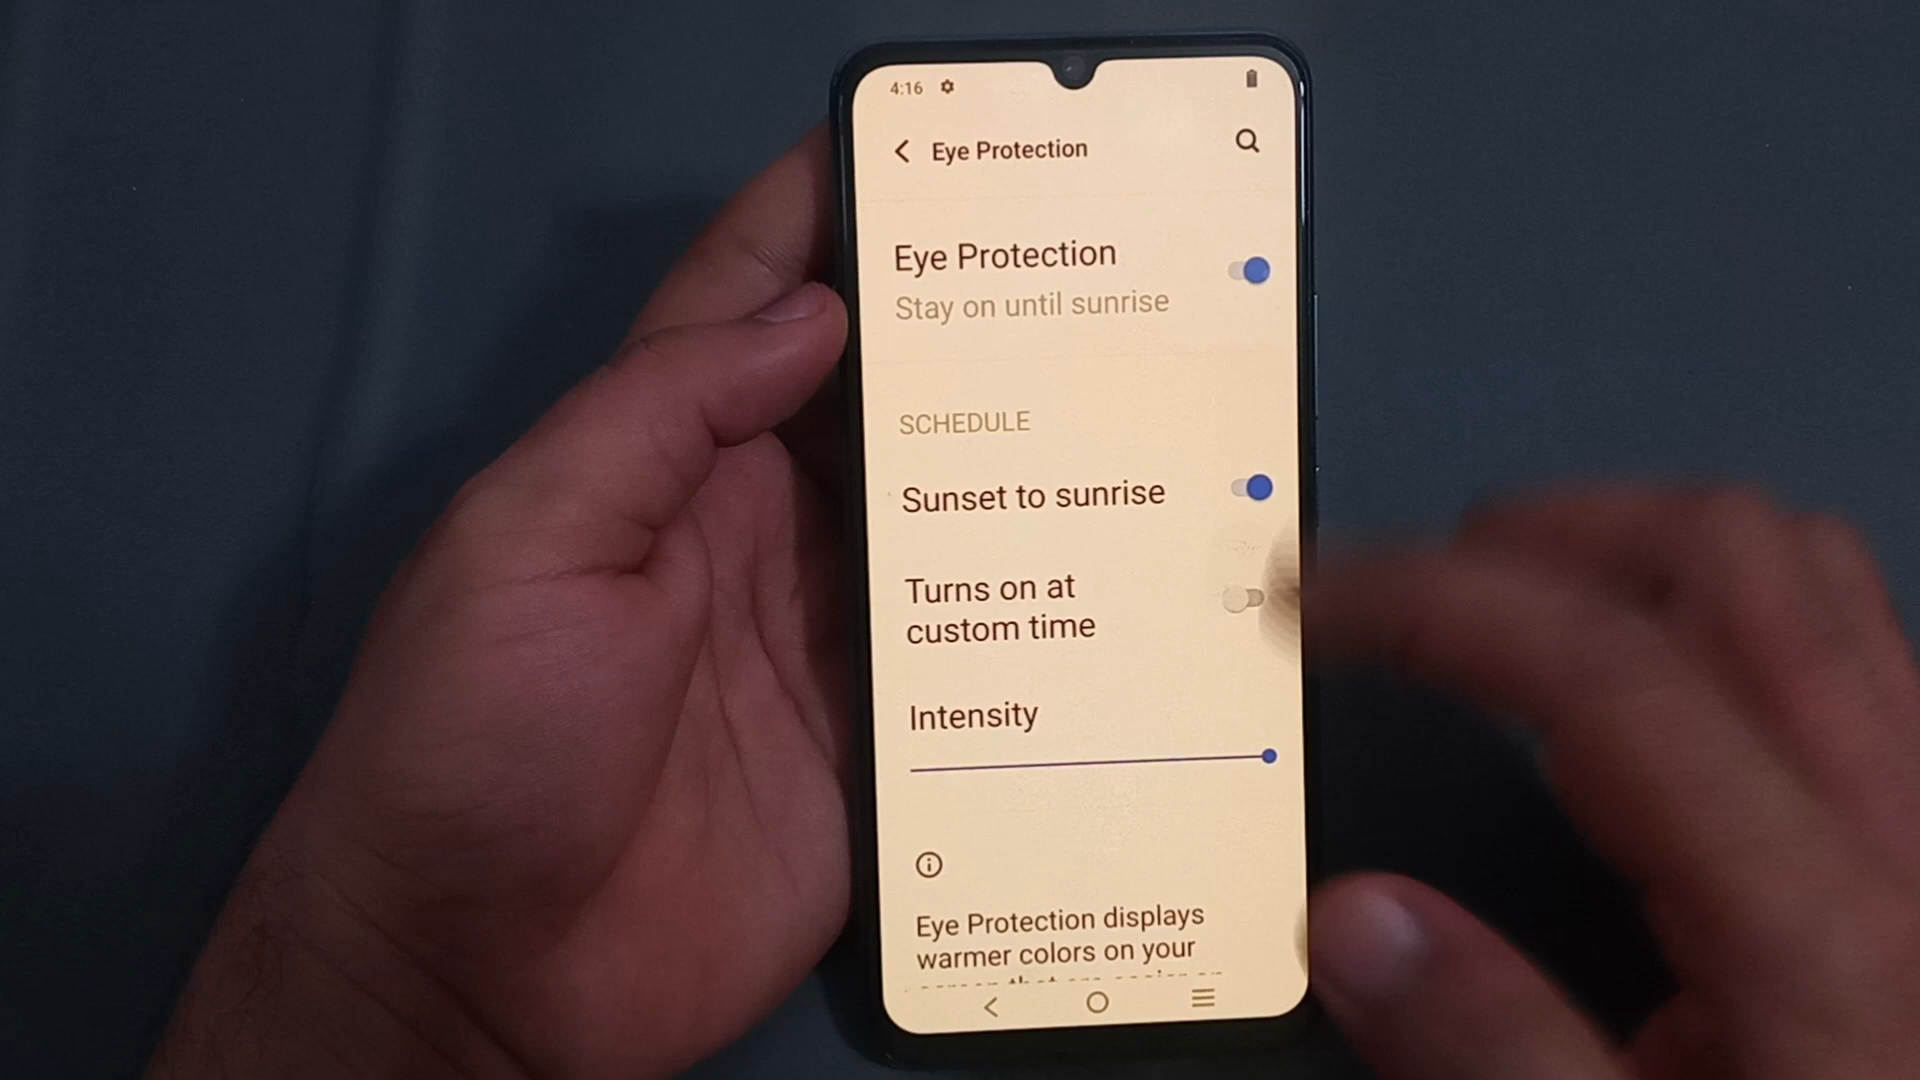 4:16
Eye Protection
Eye Protection
Stay on until sunrise
SCHEDULE
Sunset to sunrise
Turns on at
custom time
Intensity
Eye Protection displays
warmer colors on your